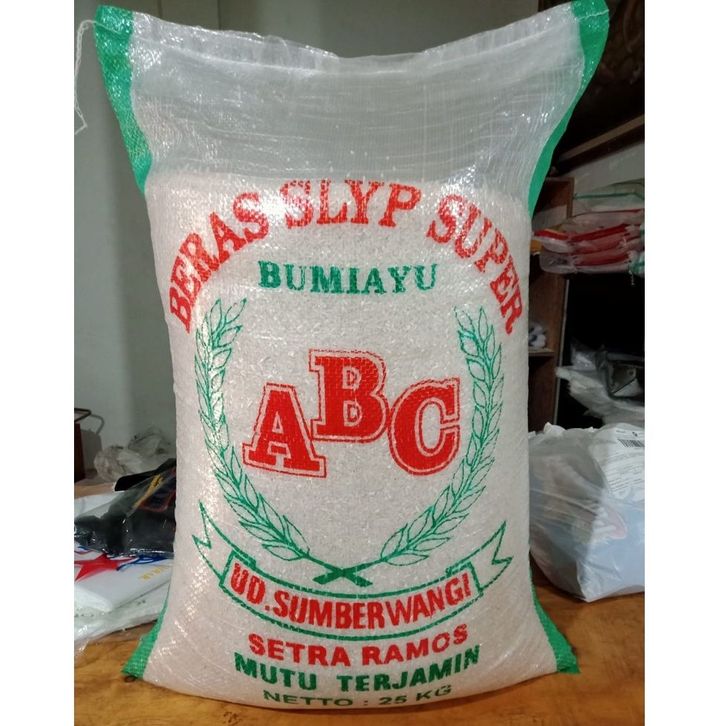 BERAS SLYP SUPER
BUMIAYU
ABC
UD.SUMBERWANGI
SETRA RAMOS
MUTU TERJAMIN
NETTO : 25 KG